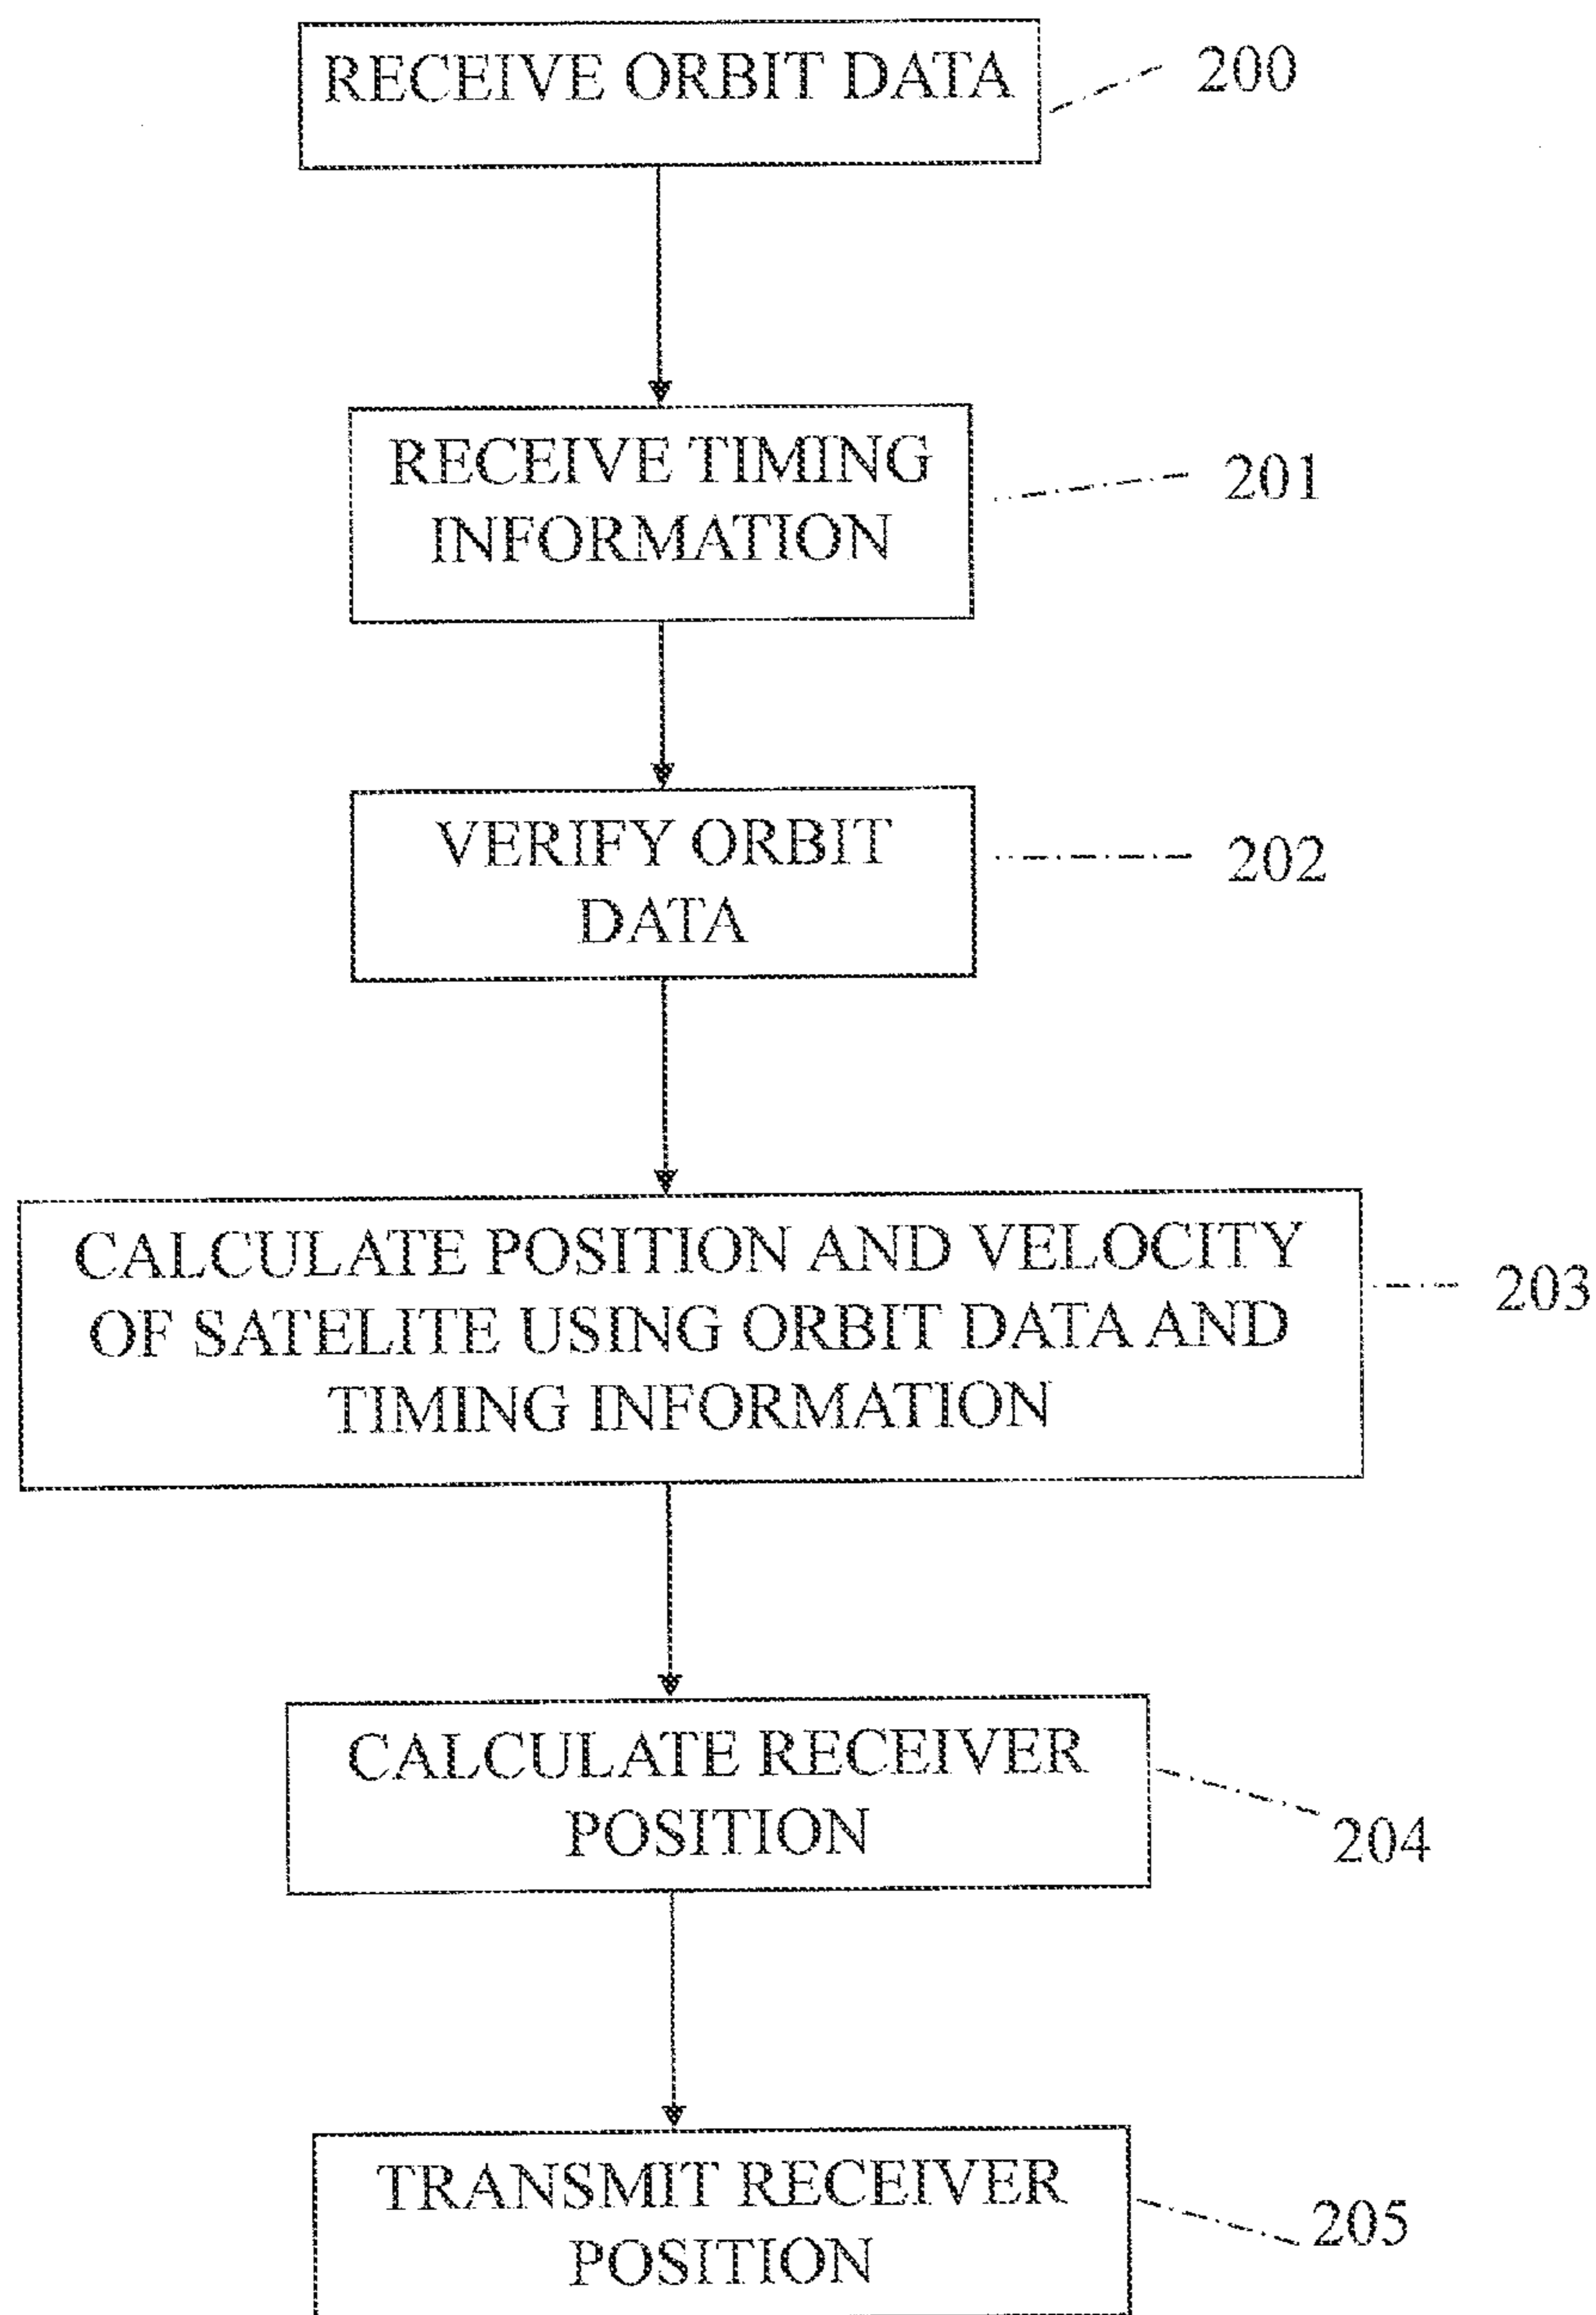 RECEIVE ORBIT DATA
200
RECEIVE TIMING
INFORMATION
201
VERIFY ORBIT
DATA
202
CALCULATE POSITION AND VELOCITY
OF SATELITE USING ORBIT DATA AND
TIMING INFORMATION
203
CALCULATE RECEIVER
POSITION
204
TRANSMIT RECEIVER
POSITION
205